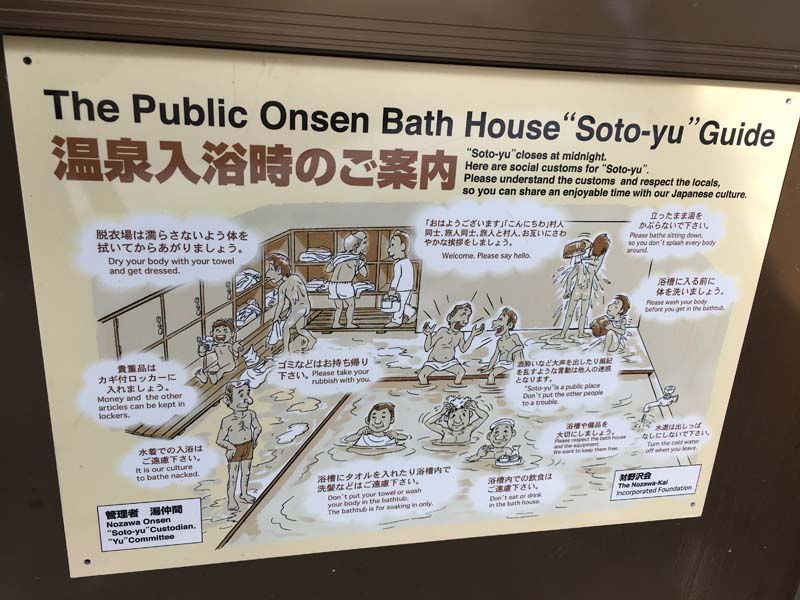 The Public Onsen Bath House “Soto-yu” Guide
温泉入浴時のご案内
“Soto-yu”closes at midnight.
Here are social customs for “Soto-yu”.
Please understand the customs and respect the locals,
so you can share an enjoyable time with our Japanese culture.
脱衣場は濡らさないよう体を
拭いてからあがりましょう。
Dry your body with your towel
and get dressed.
「おはようございます」「こんにちわ」村人
同士、旅人同士、旅人と村人、お互いにさわ
やかな挨拶をしましょう。
Welcome. Please say hello.
立ったまま湯を
かぶらないで下さい。
Please bathe sitting down,
so you don't splash every body
around.
浴槽に入る前に
体を洗いましょう。
Please wash your body
before you get in the bathtub.
貴重品は
カギ付ロッカーに
入れましょう。
Money and the other
articles can be kept in
lockers.
ゴミなどはお持ち帰り
下さい。
Please take your
rubbish with you.
酒酔いなど大声を出したり風紀
を乱すような言動は他人の迷惑
となります。
“Soto-yu”is a public place
Don't put the other people
to a trouble.
水着での入浴は
ご遠慮下さい。
It is our culture
to bathe nacked.
浴槽にタオルを入れたり浴槽内で
洗髪などはご遠慮下さい。
Don't put your towel or wash
your body in the bathtub.
The bathtub is for soaking in only.
浴槽内での飲食は
ご遠慮下さい。
Don't eat or drink
in the bath house.
浴槽や備品を
大切にしましょう。
Please respect the bath house
and the equipment.
We want to keep them free.
水道は出しっぱ
なしにしないで下さい。
Turn the cold water
off when you leave.
管理者 湯仲間
Nozawa Onsen
“Soto-yu”Custodian,
“Yu”Committee
㈶野沢会
The Nozawa-Kai
Incorporated Foundation